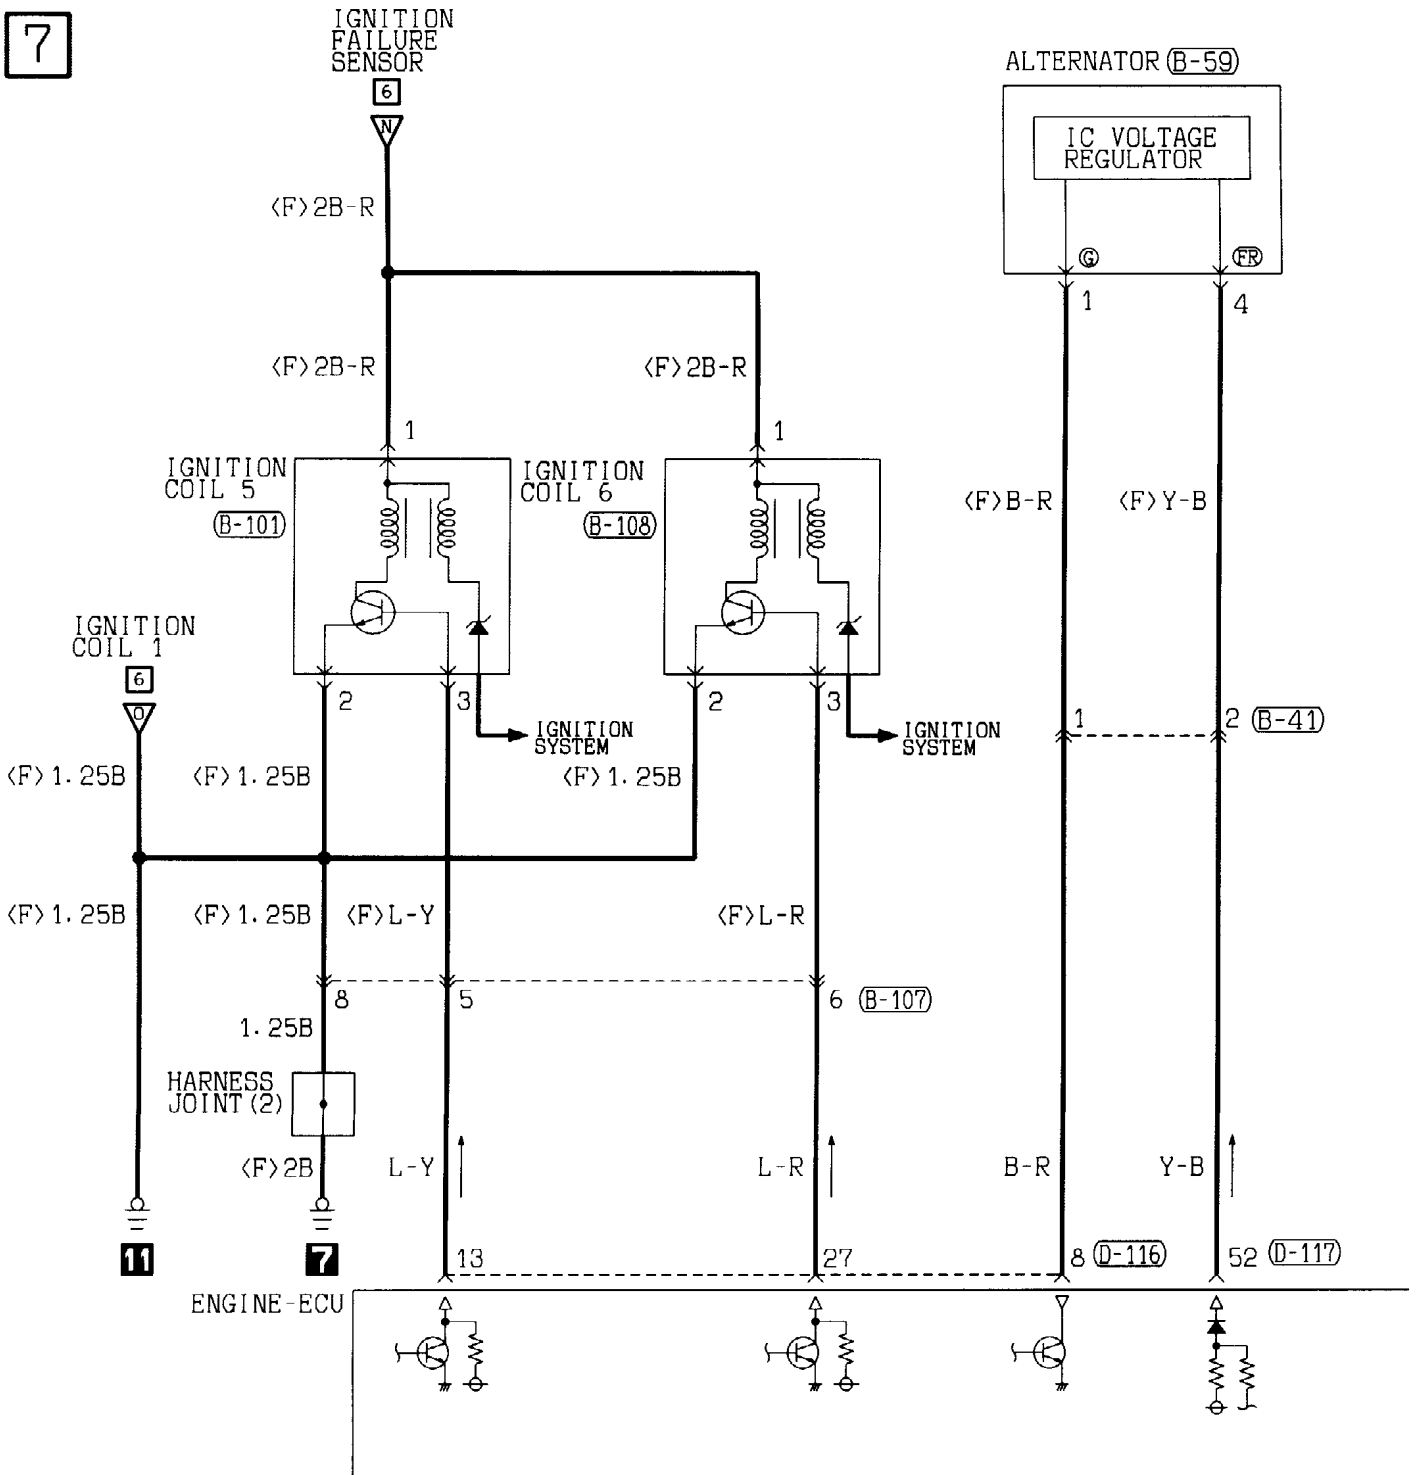 7
IGNITION
FAILURE
SENSOR
6
N
ALTERNATOR (B-59)
IC VOLTAGE
REGULATOR
<F>2B-R
G
FR
1
4
<F>2B-R
<F>2B-R
1
1
IGNITION
COIL 5
(B-101)
IGNITION
COIL 6
(B-108)
<F>B-R
<F>Y-B
IGNITION
COIL 1
6
O
2
3
2
3
IGNITION
SYSTEM
IGNITION
SYSTEM
1
2 (B-41)
<F>1.25B
<F>1.25B
<F>1.25B
<F>1.25B
<F>1.25B
<F>L-Y
<F>L-R
8
5
6 (B-107)
1.25B
HARNESS
JOINT(2)
<F>2B
L-Y
L-R
B-R
Y-B
11
7
13
27
8 (D-116)
52 (D-117)
ENGINE-ECU